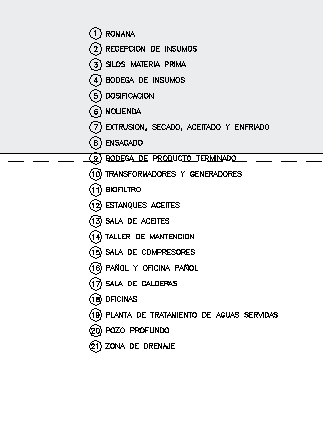 1 ROMANA
2 RECEPCION DE INSUMOS
3 SILOS MATERIA PRIMA
4 BODEGA DE INSUMOS
5 DOSIFICACION
6 MOLIENDA
7 EXTRUSION, SECADO, ACEITADO Y ENFRIADO
8 ENSACADO
9 BODEGA DE PRODUCTO TERMINADO
10 TRANSFORMADORES Y GENERADORES
11 BIOFILTRO
12 ESTANQUES ACEITES
13 SALA DE ACEITES
14 TALLER DE MANTENCION
15 SALA DE COMPRESORES
16 PAÑOL Y OFICINA PAÑOL
17 SALA DE CALDERAS
18 OFICINAS
19 PLANTA DE TRATAMIENTO DE AGUAS SERVIDAS
20 POZO PROFUNDO
21 ZONA DE DRENAJE